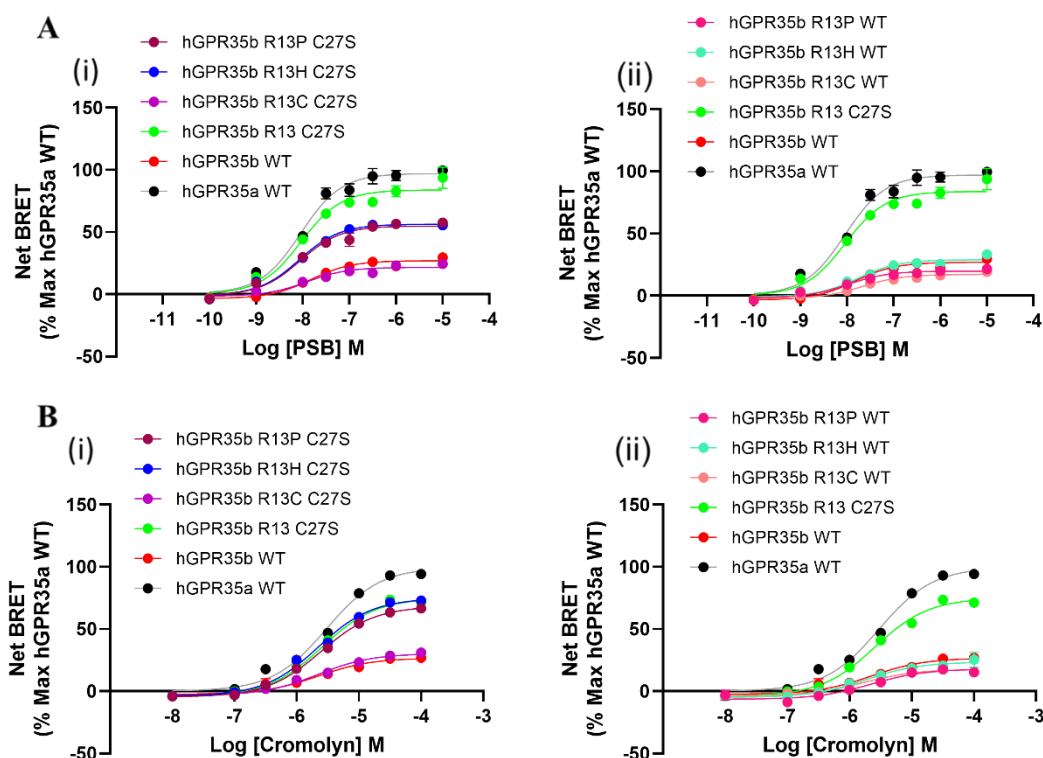 A
(i)
hGPR35b R13P C27S
hGPR35b R13H C27S
hGPR35b R13C C27S
hGPR35b R13 C27S
hGPR35b WT
hGPR35a WT
Net BRET
(% Max hGPR35a WT)
150
100
50
0
-50
-11 -10 -9 -8 -7 -6 -5 -4
Log [PSB] M
(ii)
hGPR35b R13P WT
hGPR35b R13H WT
hGPR35b R13C WT
hGPR35b R13 C27S
hGPR35b WT
hGPR35a WT
Net BRET
(% Max hGPR35a WT)
150
100
50
0
-50
-11 -10 -9 -8 -7 -6 -5 -4
Log [PSB] M
B
(i)
hGPR35b R13P C27S
hGPR35b R13H C27S
hGPR35b R13C C27S
hGPR35b R13 C27S
hGPR35b WT
hGPR35a WT
Net BRET
(% Max hGPR35a WT)
150
100
50
0
-50
-8 -7 -6 -5 -4 -3
Log [Cromolyn] M
(ii)
hGPR35b R13P WT
hGPR35b R13H WT
hGPR35b R13C WT
hGPR35b R13 C27S
hGPR35b WT
hGPR35a WT
Net BRET
(% Max hGPR35a WT)
150
100
50
0
-50
-8 -7 -6 -5 -4 -3
Log [Cromolyn] M